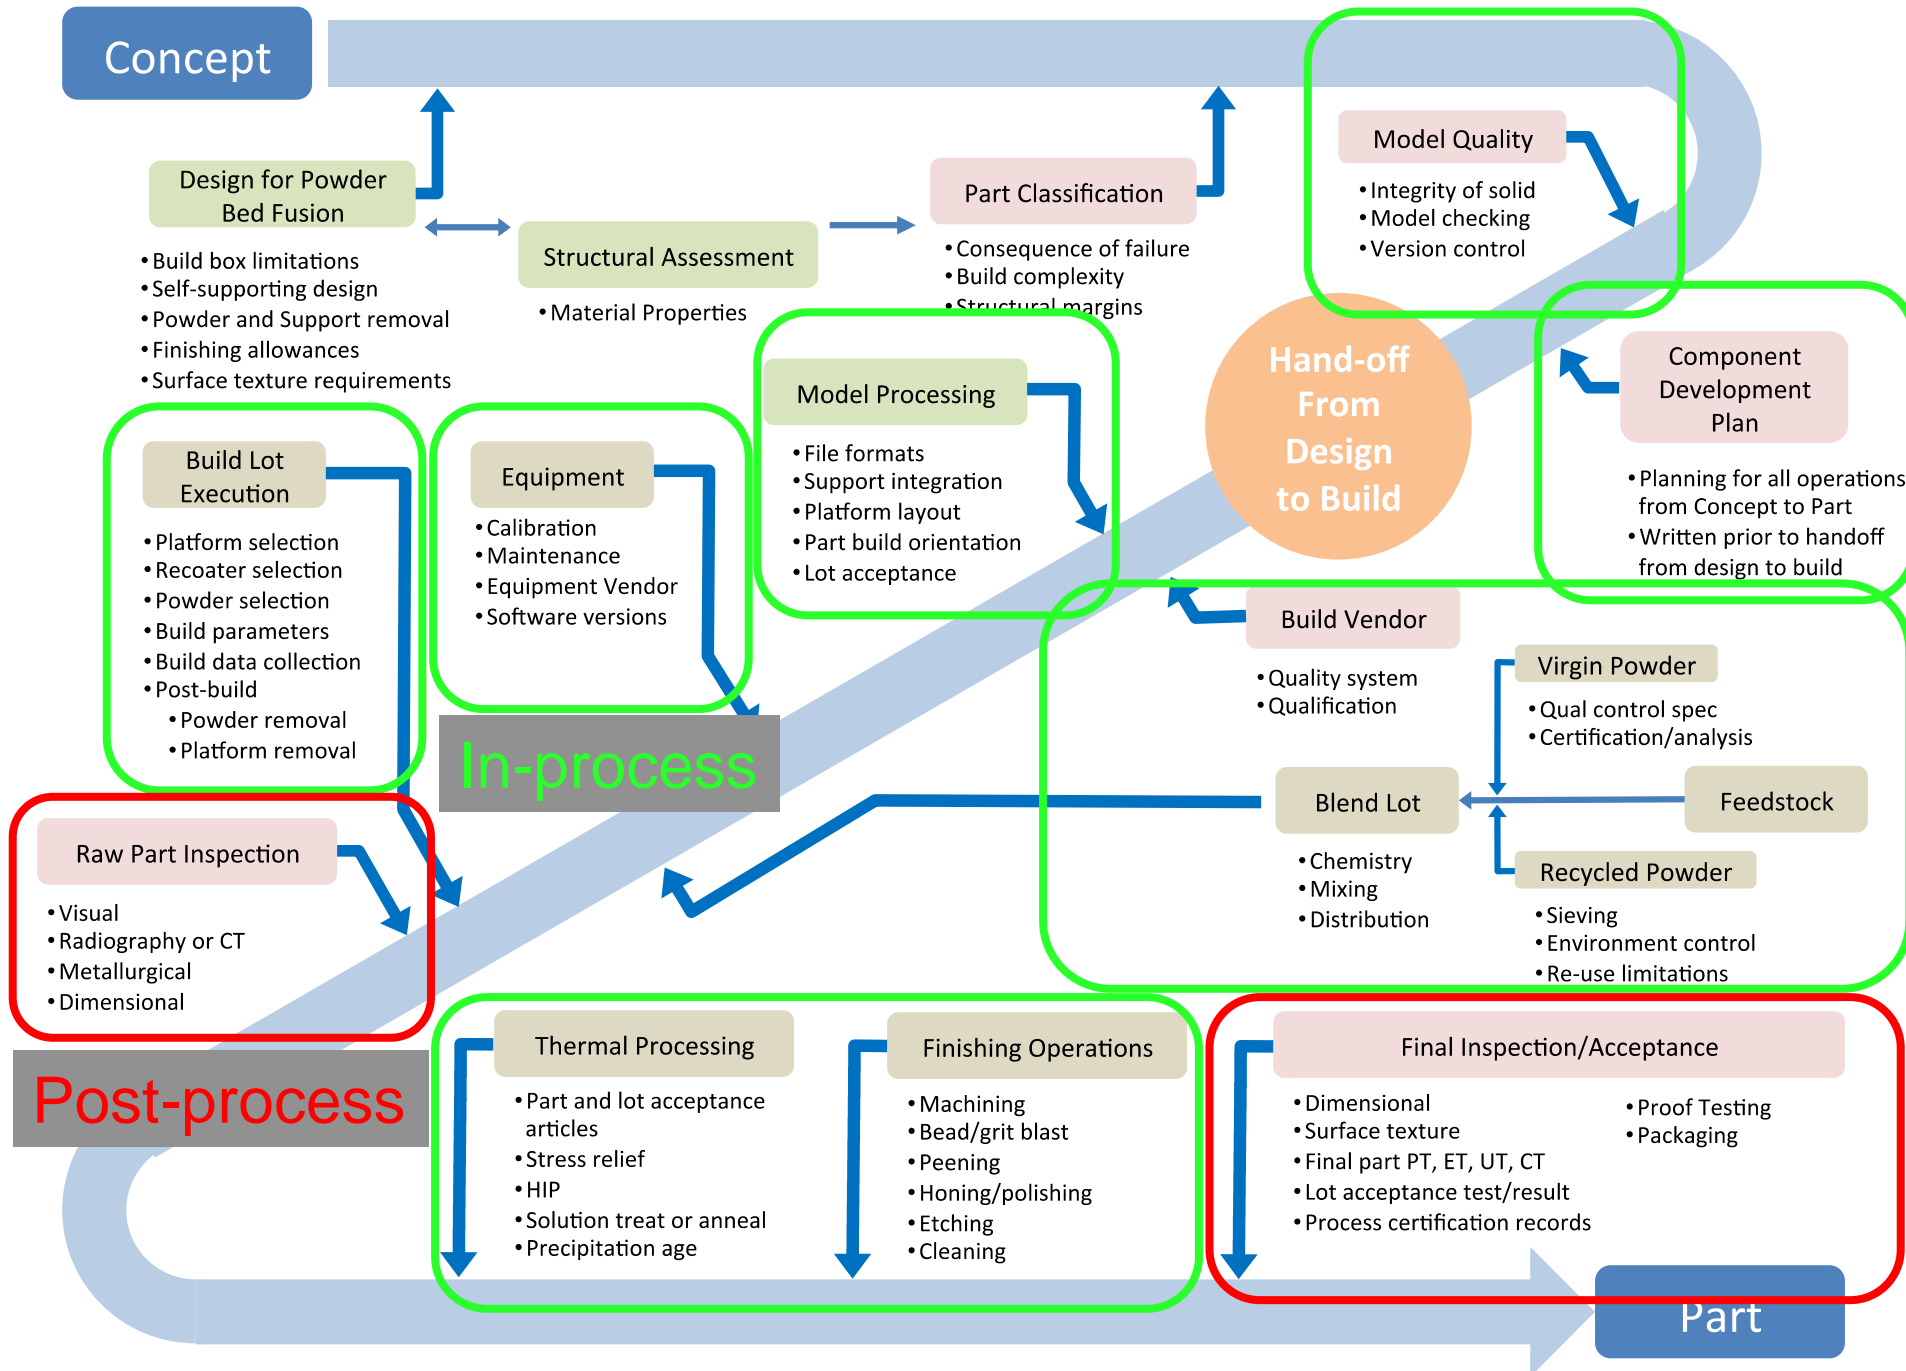 Concept
Design for Powder
Bed Fusion
• Build box limitations
• Self-supporting design
• Powder and Support removal
• Finishing allowances
• Surface texture requirements
Structural Assessment
• Material Properties
Part Classification
• Consequence of failure
• Build complexity
• Structural margins
Model Quality
• Integrity of solid
• Model checking
• Version control
Hand-off
From
Design
to Build
Component
Development
Plan
• Planning for all operations
from Concept to Part
• Written prior to handoff
from design to build
Model Processing
• File formats
• Support integration
• Platform layout
• Part build orientation
• Lot acceptance
Equipment
• Calibration
• Maintenance
• Equipment Vendor
• Software versions
Build Lot
Execution
• Platform selection
• Recoater selection
• Powder selection
• Build parameters
• Build data collection
• Post-build
• Powder removal
• Platform removal
In-process
Build Vendor
• Quality system
• Qualification
Virgin Powder
• Qual control spec
• Certification/analysis
Blend Lot
• Chemistry
• Mixing
• Distribution
Feedstock
Recycled Powder
• Sieving
• Environment control
• Re-use limitations
Raw Part Inspection
• Visual
• Radiography or CT
• Metallurgical
• Dimensional
Post-process
Thermal Processing
• Part and lot acceptance
articles
• Stress relief
• HIP
• Solution treat or anneal
• Precipitation age
Finishing Operations
• Machining
• Bead/grit blast
• Peening
• Honing/polishing
• Etching
• Cleaning
Final Inspection/Acceptance
• Dimensional
• Surface texture
• Final part PT, ET, UT, CT
• Lot acceptance test/result
• Process certification records
• Proof Testing
• Packaging
Part